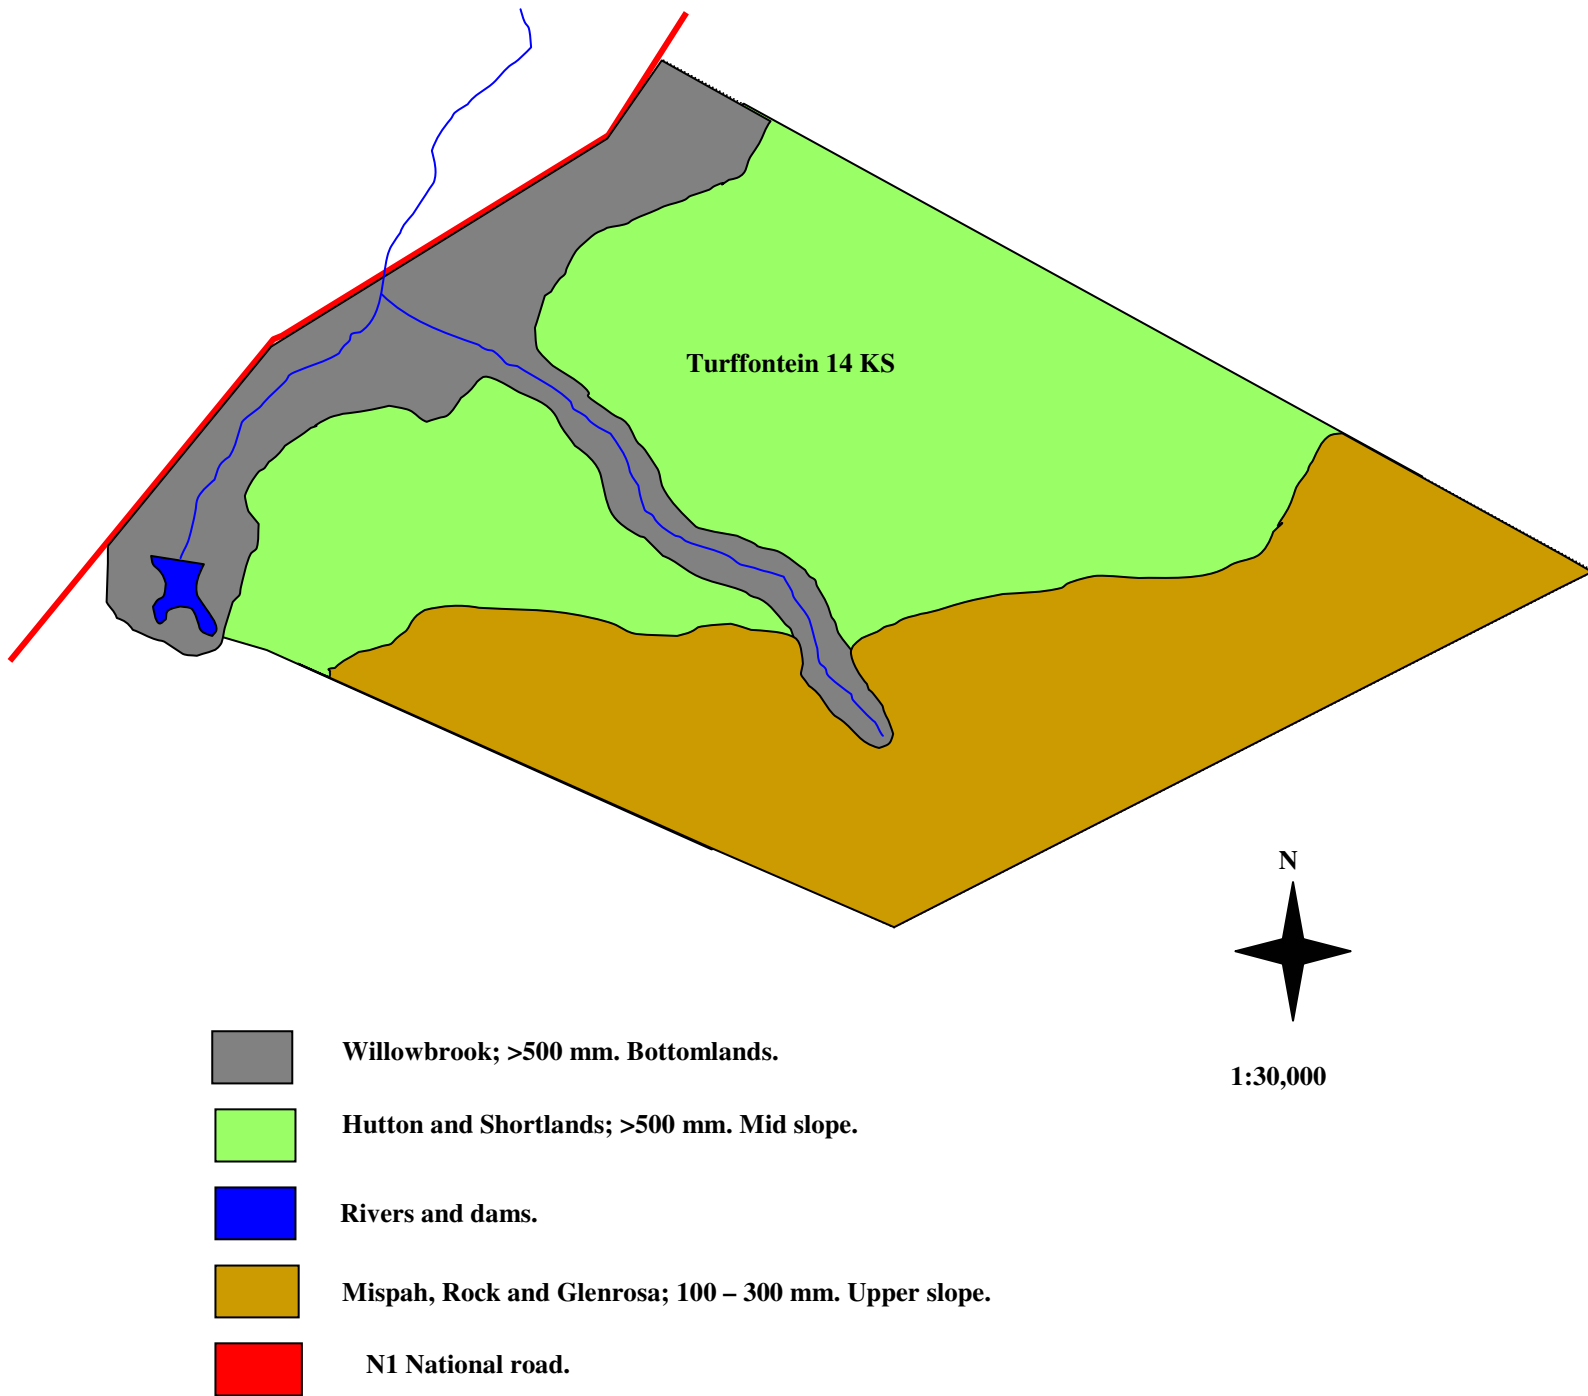 Turffontein 14 KS
N
1:30,000
Willowbrook; >500 mm. Bottomlands.
Hutton and Shortlands; >500 mm. Mid slope.
Rivers and dams.
Mispah, Rock and Glenrosa; 100 – 300 mm. Upper slope.
N1 National road.